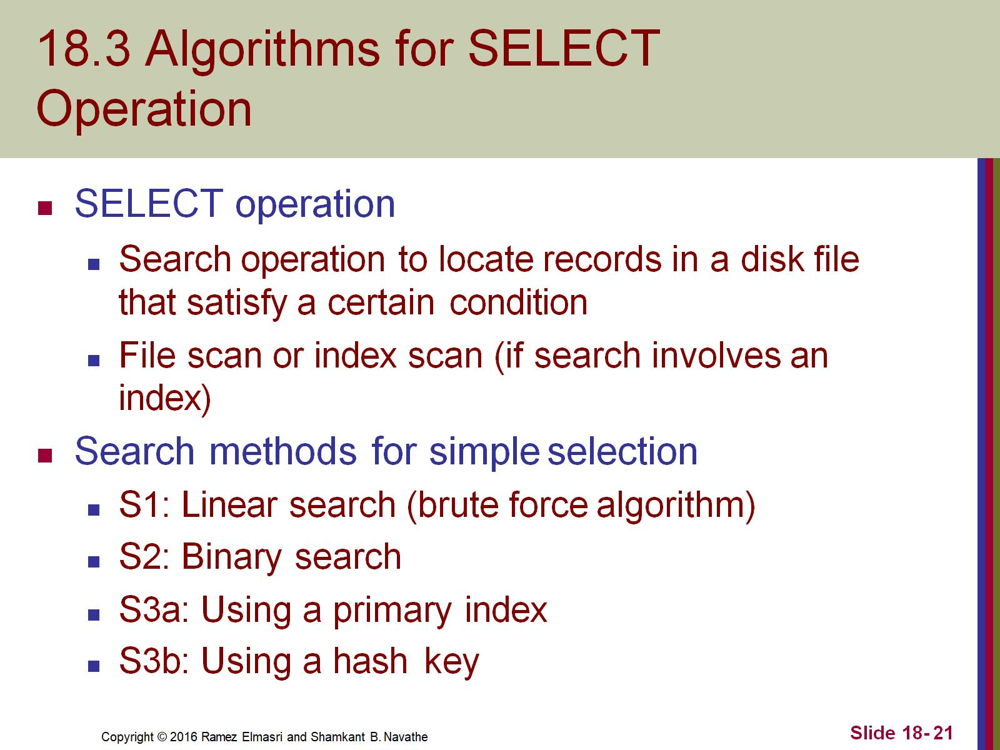 18.3 Algorithms for SELECT
Operation
SELECT operation
Search operation to locate records in a disk file
that satisfy a certain condition
File scan or index scan (if search involves an
index)
Search methods for simple selection
S1: Linear search (brute force algorithm)
S2: Binary search
S3a: Using a primary index
S3b: Using a hash key
Copyright © 2016 Ramez Elmasri and Shamkant B. Navathe
Slide 18- 21